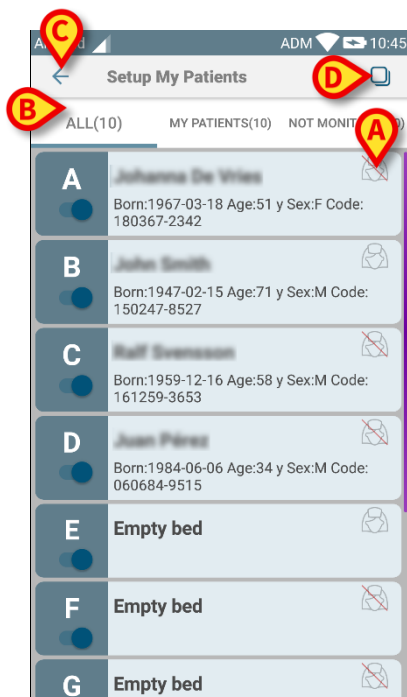 C
ADM 10:45
Setup My Patients
D
B
ALL(10) MY PATIENTS(10) NOT
A
A
Born:1967-03-18 Age:51 y Sex:F Code:
180367-2342
B
Born:1947-02-15 Age:71 y Sex:M Code:
150247-8527
C
Born:1959-12-16 Age:58 y Sex:M Code:
161259-3653
D
Born:1984-06-06 Age:34 y Sex:M Code:
060684-9515
E Empty bed
F Empty bed
G Empty bed